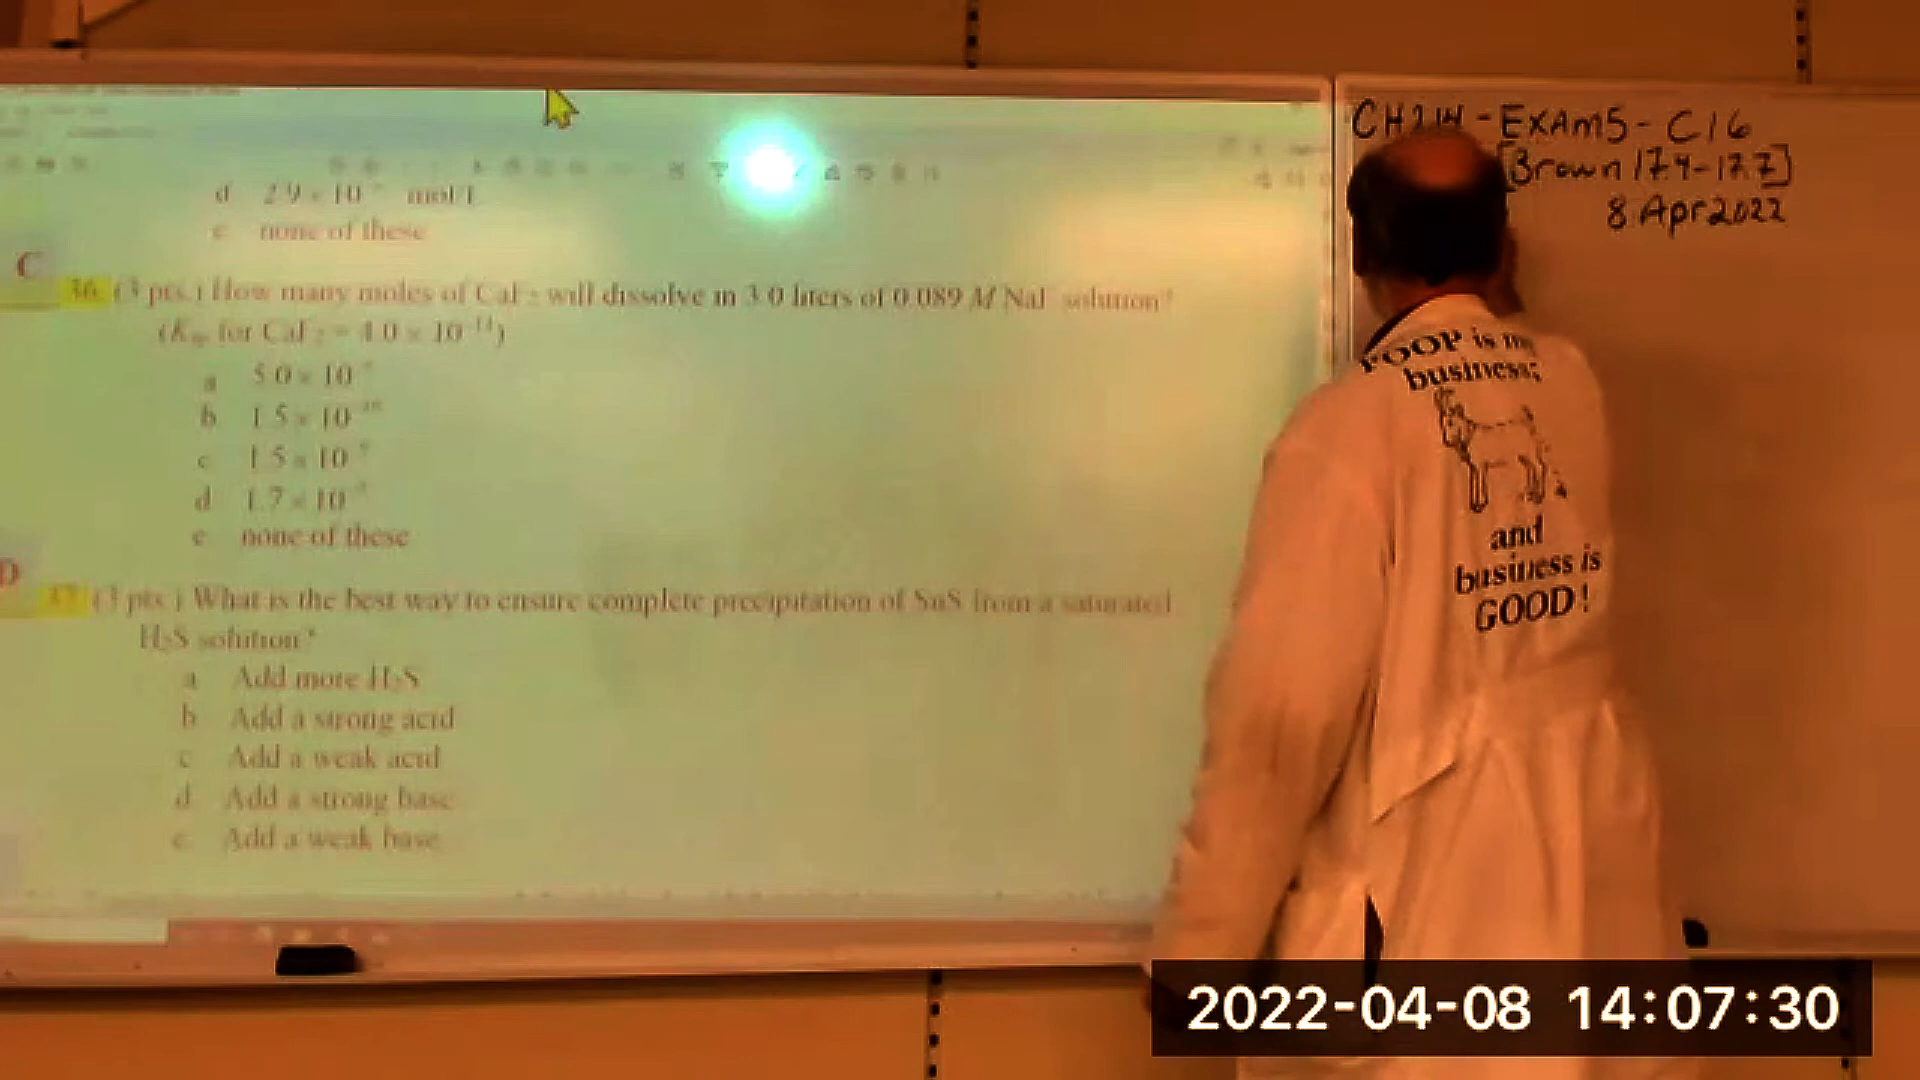 d 2.9 × 10 mol/L
e none of these
C
36. (3 pts.) How many moles of CaF2 will dissolve in 3.0 liters of 0.089 M NaF solution?
(Ksp for CaF2 = 4.0 × 10-11)
a 5.0 × 10
b 1.5 × 10
c 1.5 × 10
d 1.7 × 10
e none of these
D
37. (3 pts.) What is the best way to ensure complete precipitation of SnS from a saturated
H2S solution?
a Add more H2S
b Add a strong acid
c Add a weak acid
d Add a strong base
e Add a weak base
- EXAM5 - C16
[Brown 17.4-17.7]
8 Apr 2022
POOP is my
business;
and
business is
GOOD!
2022-04-08 14:07:30